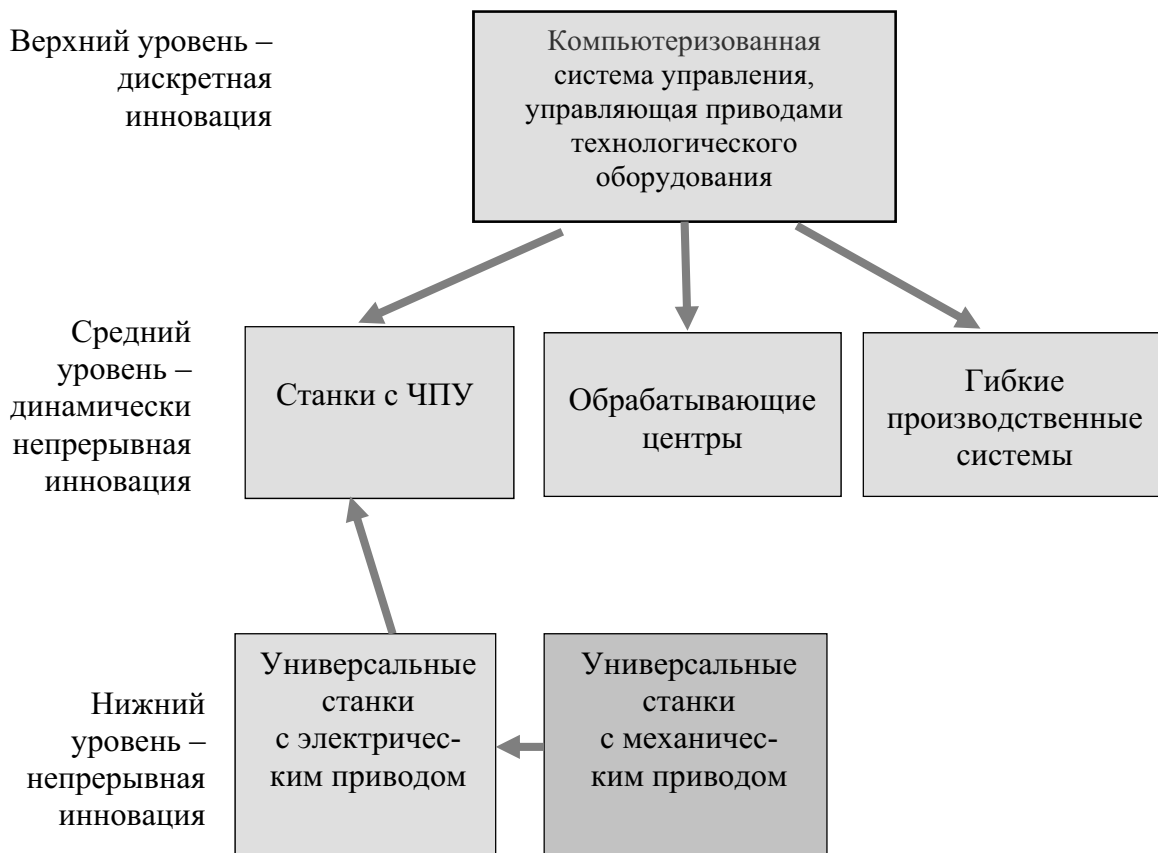 Верхний уровень –
дискретная
инновация
Компьютеризованная
система управления,
управляющая приводами
технологического
оборудования
Средний
уровень –
динамически
непрерывная
инновация
Станки с ЧПУ
Обрабатывающие
центры
Гибкие
производственные
системы
Нижний
уровень –
непрерывная
инновация
Универсальные
станки
с электричес-
ким приводом
Универсальные
станки
с механичес-
ким приводом